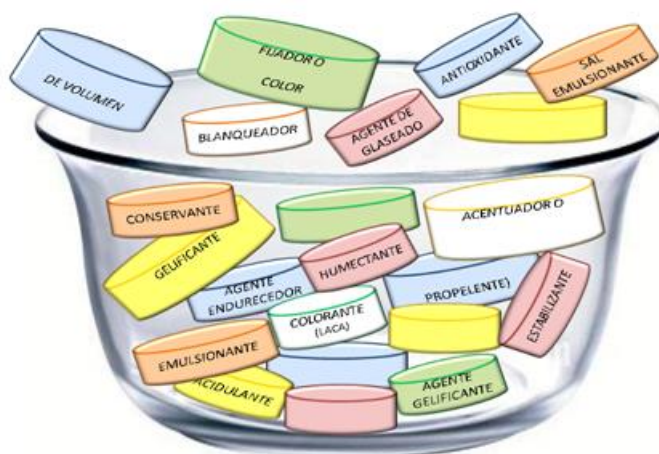 DE VOLUMEN
FIJADOR O
COLOR
ANTIOXIDANTE
SAL
EMULSIONANTE
BLANQUEADOR
AGENTE DE
GLASEADO
CONSERVANTE
GELIFICANTE
ACENTUADOR O
HUMECTANTE
AGENTE
ENDURECEDOR
PROPELENTE)
ESTABILIZANTE
COLORANTE
(LACA)
EMULSIONANTE
ACIDULANTE
AGENTE
GELIFICANTE